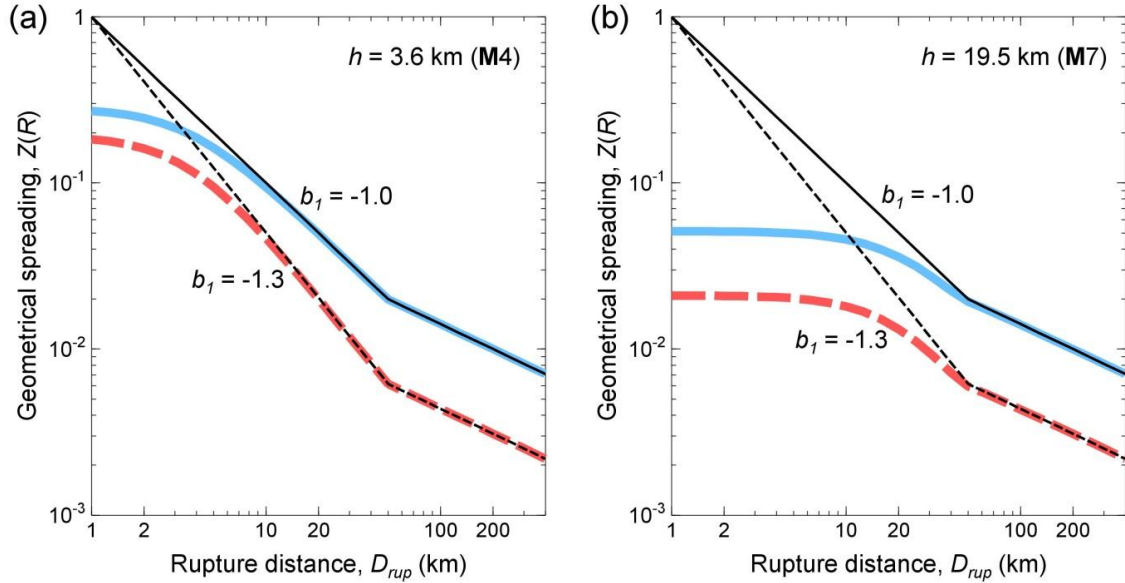 (a)
h = 3.6 km (M4)
Geometrical spreading, Z(R)
1
10⁻¹
10⁻²
10⁻³
b₁ = -1.0
b₁ = -1.3
1 2 10 20 100 200
Rupture distance, D_rup (km)
(b)
h = 19.5 km (M7)
Geometrical spreading, Z(R)
1
10⁻¹
10⁻²
10⁻³
b₁ = -1.0
b₁ = -1.3
1 2 10 20 100 200
Rupture distance, D_rup (km)